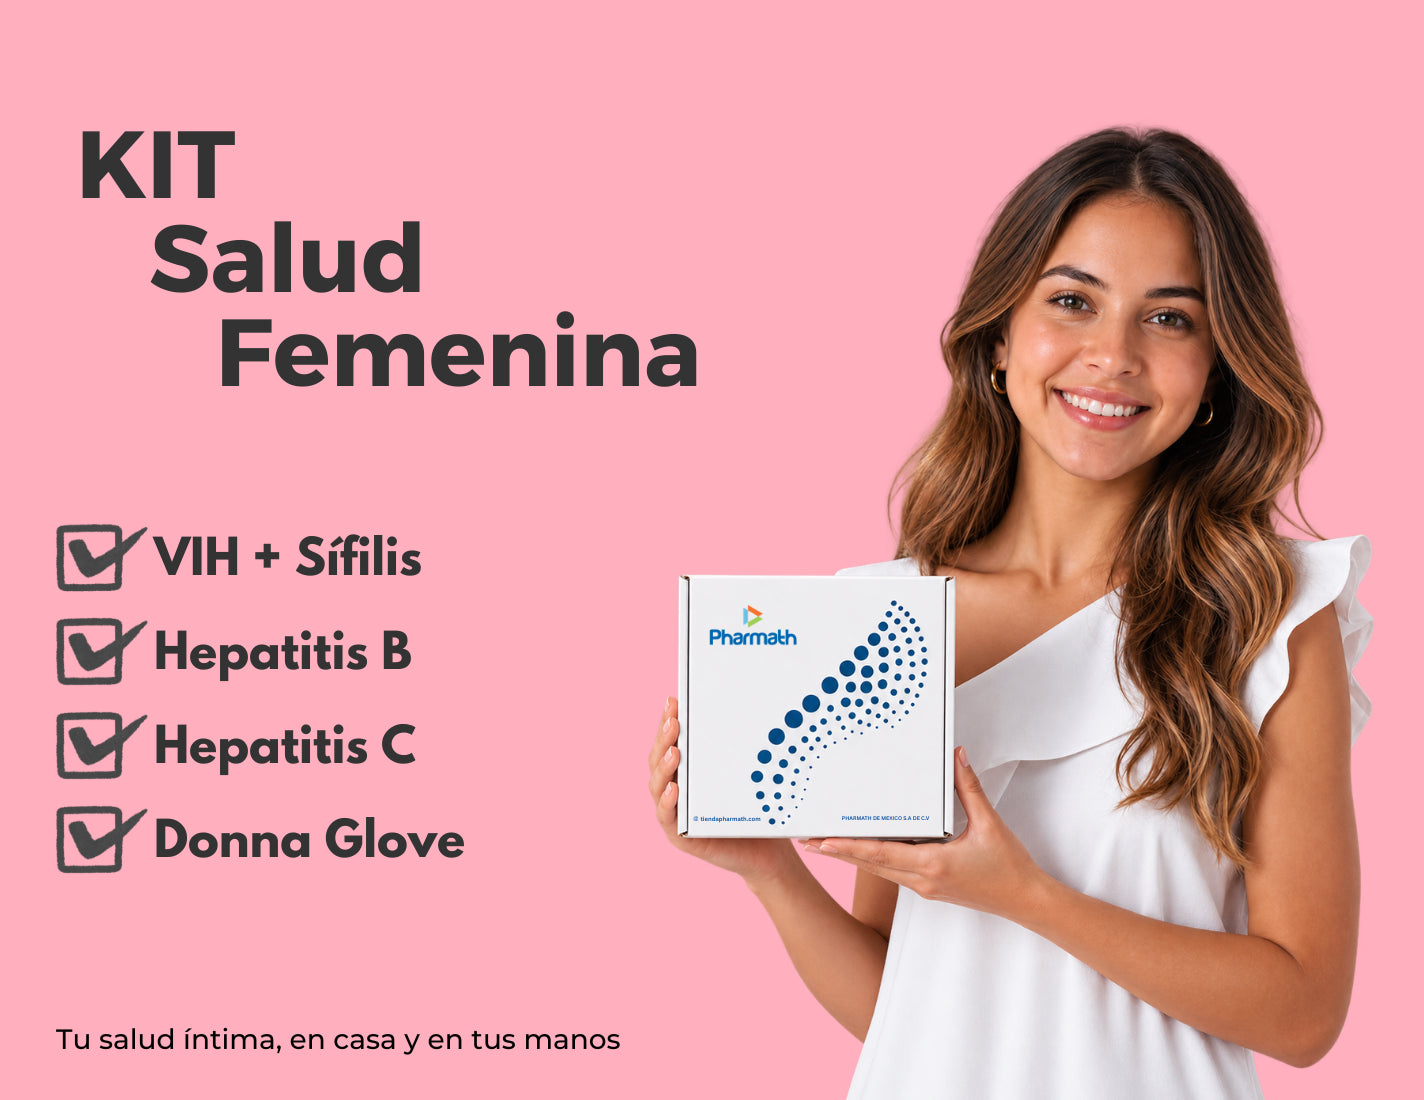 KIT
Salud
Femenina
VIH + Sífilis
Hepatitis B
Hepatitis C
Donna Glove
Tu salud íntima, en casa y en tus manos
Pharmath
@ tiendapharmath.com
PHARMATH DE MEXICO S.A DE C.V